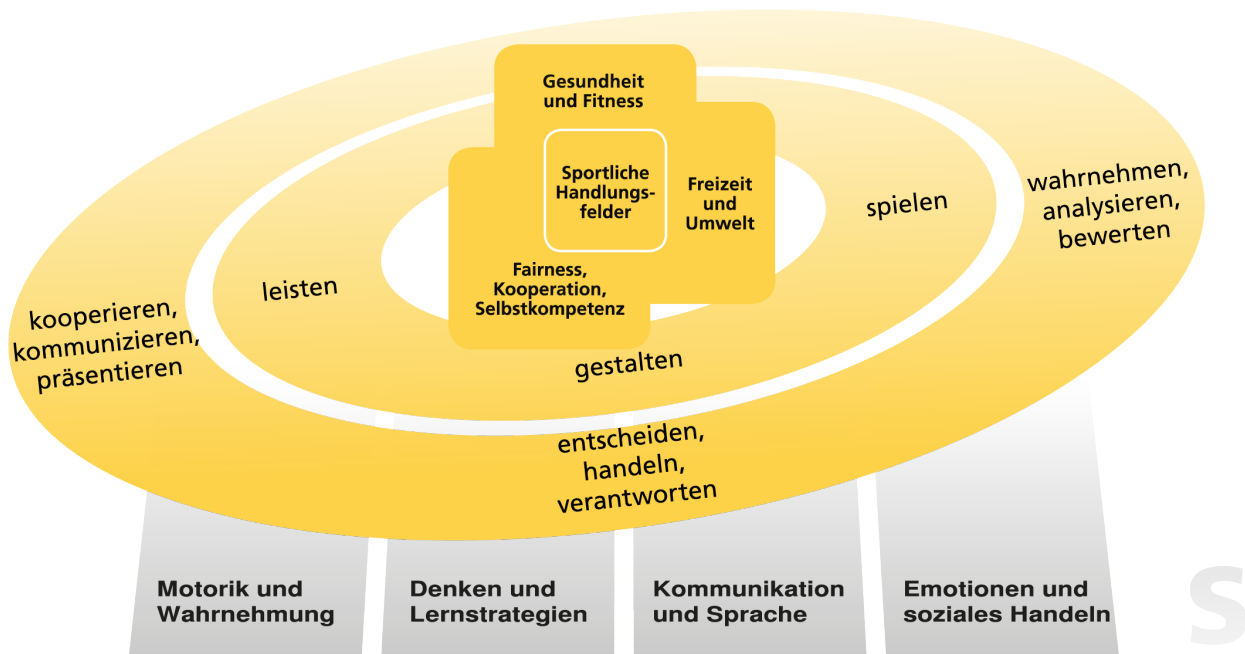 Gesundheit
und Fitness
Sportliche
Handlungs-
felder
Freizeit
und
Umwelt
Fairness,
Kooperation,
Selbstkompetenz
leisten
spielen
gestalten
wahrnehmen,
analysieren,
bewerten
kooperieren,
kommunizieren,
präsentieren
entscheiden,
handeln,
verantworten
Motorik und
Wahrnehmung
Denken und
Lernstrategien
Kommunikation
und Sprache
Emotionen und
soziales Handeln
S